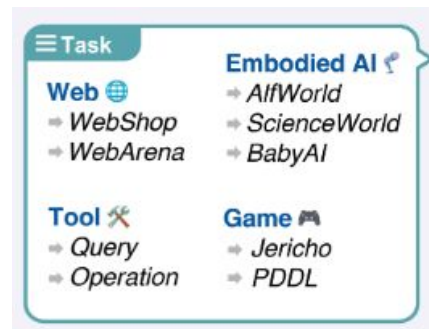 Task
Web
WebShop
WebArena
Embodied AI
AlfWorld
ScienceWorld
BabyAI
Tool
Query
Operation
Game
Jericho
PDDL